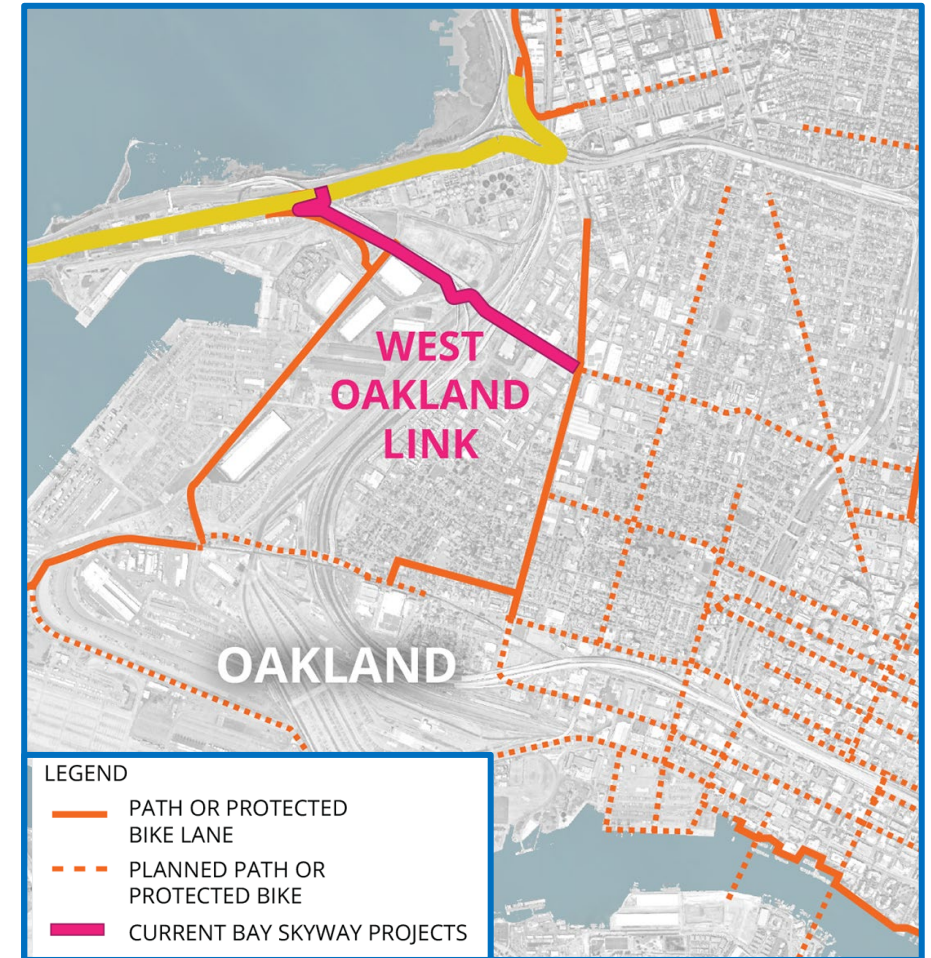 WEST
OAKLAND
LINK
OAKLAND
LEGEND
PATH OR PROTECTED
BIKE LANE
PLANNED PATH OR
PROTECTED BIKE
CURRENT BAY SKYWAY PROJECTS